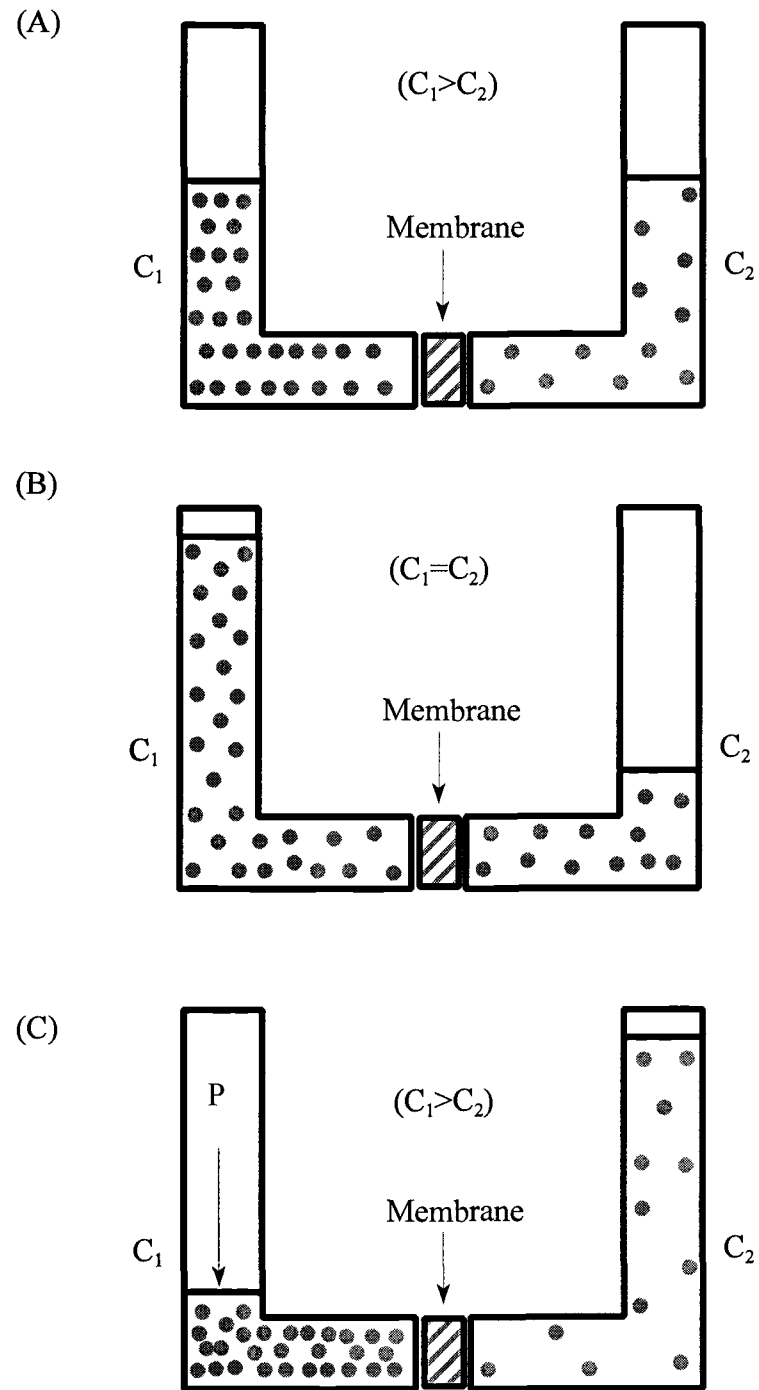 (A)
(C₁>C₂)
Membrane
C₁
C₂
(B)
(C₁=C₂)
Membrane
C₁
C₂
(C)
P
(C₁>C₂)
Membrane
C₁
C₂